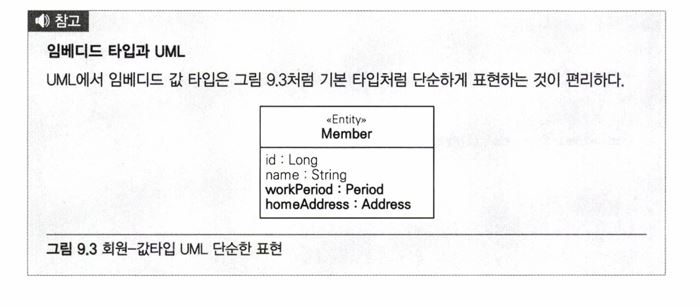 참고
임베디드 타입과 UML
UML에서 임베디드 값 타입은 그림 9.3처럼 기본 타입처럼 단순하게 표현하는 것이 편리하다.
«Entity»
Member
id : Long
name : String
workPeriod : Period
homeAddress : Address
그림 9.3 회원-값타입 UML 단순한 표현